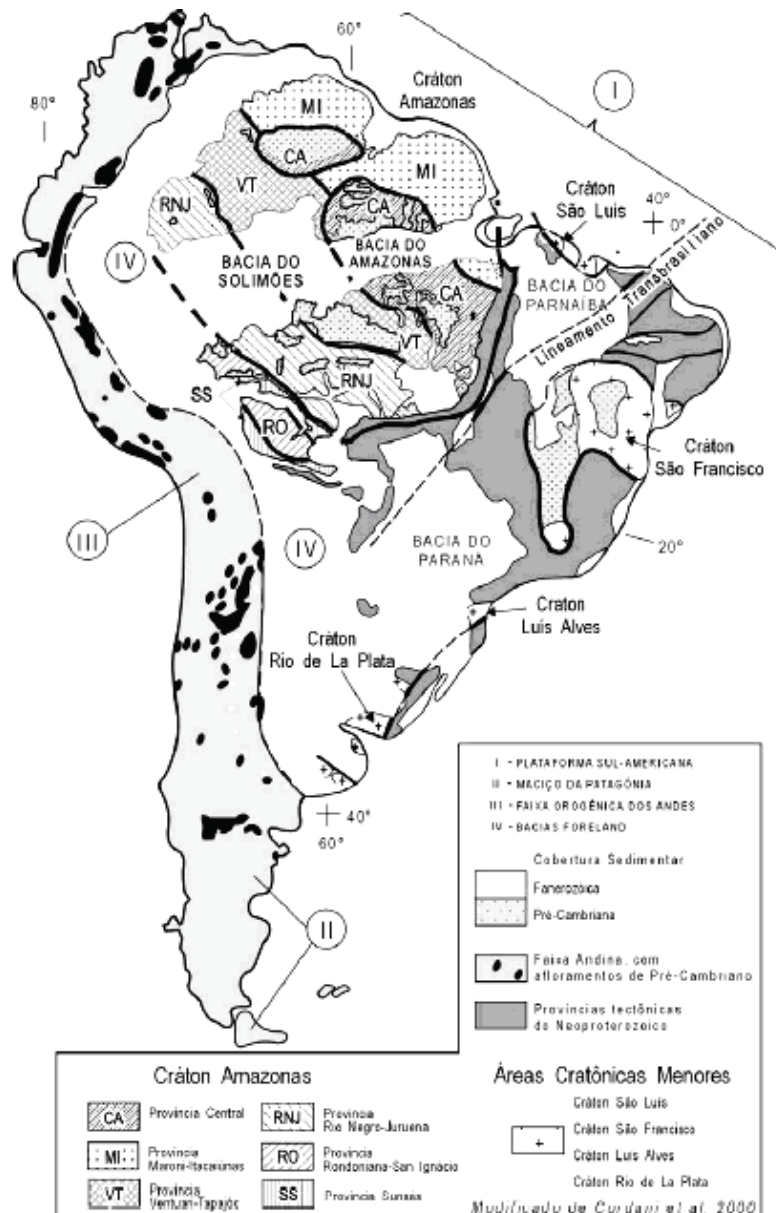 60°
80°
Cráton
Amazonas
I
MI
CA
MI
VT
RNJ
CA
Cráton
São Luís
40°
0°
IV
BACIA DO
SOLIMÕES
BACIA DO
AMAZONAS
BACIA DO
PARNAÍBA
Lineamento Transbrasiliano
CA
VT
RNJ
SS
RO
Cráton
São Francisco
III
IV
BACIA DO
PARANÁ
20°
Craton
Luís Alves
Cráton
Rio de La Plata
40°
60°
II
I - PLATAFORMA SUL-AMERICANA
II - MACIÇO DA PATAGÔNIA
III - FAIXA OROGÊNICA DOS ANDES
IV - BACIAS FORELAND
Cobertura Sedimentar
Fanerozóica
Pré-Cambriana
Faixa Andina, com
afloramentos de Pré-Cambriano
Províncias tectônicas
do Neoproterozoico
Cráton Amazonas
CA Província Central
RNJ Província
Rio Negro-Juruena
MI Província
Maroni-Itacaiúnas
RO Província
Rondoniana-San Ignácio
VT Província
Ventuari-Tapajós
SS Província Sunsás
Áreas Cratônicas Menores
Cráton São Luís
Cráton São Francisco
Cráton Luis Alves
Cráton Rio de La Plata
Modificado de Cordani et al. 2000